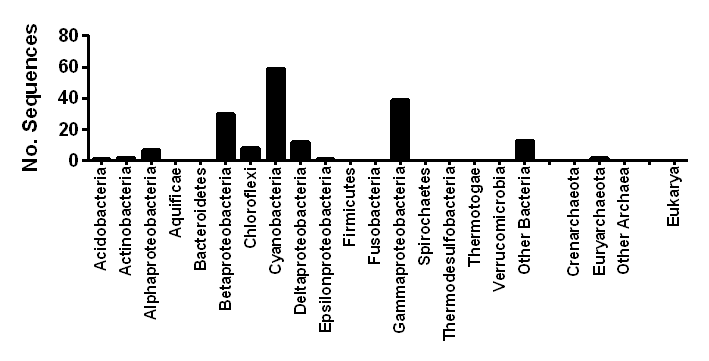 No. Sequences
80
60
40
20
0
Acidobacteria
Actinobacteria
Alphaproteobacteria
Aquificae
Bacteroidetes
Betaproteobacteria
Chloroflexi
Cyanobacteria
Deltaproteobacteria
Epsilonproteobacteria
Firmicutes
Fusobacteria
Gammaproteobacteria
Spirochaetes
Thermodesulfobacteria
Thermotogae
Verrucomicrobia
Other Bacteria
Crenarchaeota
Euryarchaeota
Other Archaea
Eukarya